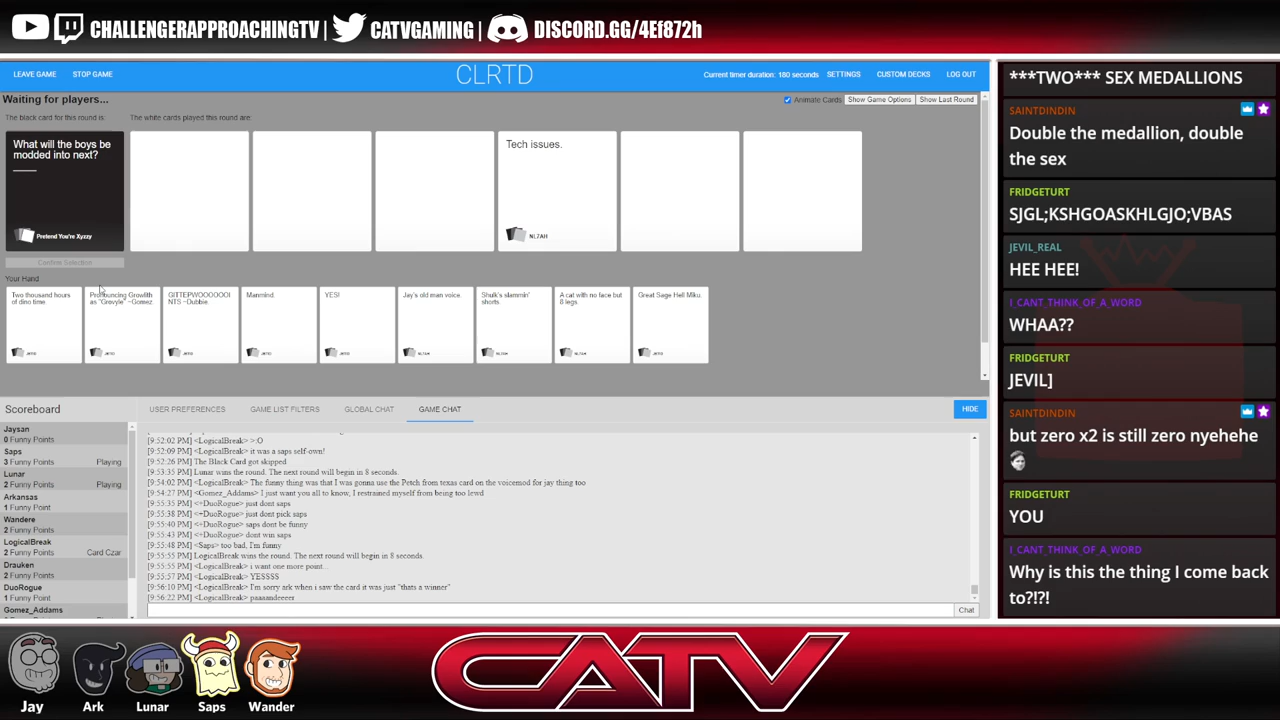 CHALLENGERAPPROACHINGTV | CATVGAMING | DISCORD.GG/4Ef872h
LEAVE GAME
STOP GAME
CLRTD
Current timer duration: 180 seconds
SETTINGS
CUSTOM DECKS
LOG OUT
Waiting for players...
Animate Cards
Show Game Options
Show Last Round
The black card for this round is:
The white cards played this round are:
What will the boys be
modded into next?
Pretend You're Xyzzy
Tech issues.
NL7AH
Confirm Selection
Your Hand
Two thousand hours
of dino time
Pronouncing Growlith
as "Grovyle" ~Gomez
GITTEPWOOOOOOI
NTS ~Dubbie
Manmind.
YES!
Jay's old man voice.
Shulk's slammin'
shorts.
A cat with no face but
8 legs.
Great Sage Hell Miku.
Scoreboard
USER PREFERENCES
GAME LIST FILTERS
GLOBAL CHAT
GAME CHAT
HIDE
Jaysan
0 Funny Points
Saps
3 Funny Points
Playing
Lunar
2 Funny Points
Playing
Arkansas
1 Funny Point
Wandere
2 Funny Points
LogicalBreak
2 Funny Points
Card Czar
Drauken
2 Funny Points
DuoRogue
1 Funny Point
Gomez_Addams
[9:52:02 PM] <LogicalBreak> >:O
[9:52:09 PM] <LogicalBreak> it was a saps self-own!
[9:52:26 PM] The Black Card got skipped
[9:53:35 PM] Lunar wins the round. The next round will begin in 8 seconds.
[9:54:02 PM] <LogicalBreak> The funny thing was that I was gonna use the Petch from texas card on the voicemod for jay thing too
[9:54:27 PM] <Gomez_Addams> I just want you all to know, I restrained myself from being too lewd
[9:55:35 PM] <+DuoRogue> just dont saps
[9:55:38 PM] <+DuoRogue> just dont pick saps
[9:55:40 PM] <+DuoRogue> saps dont be funny
[9:55:43 PM] <+DuoRogue> dont win saps
[9:55:48 PM] <Saps> too bad, I'm funny
[9:55:55 PM] LogicalBreak wins the round. The next round will begin in 8 seconds.
[9:55:55 PM] <LogicalBreak> i want one more point...
[9:55:57 PM] <LogicalBreak> YESSSS
[9:56:10 PM] <LogicalBreak> I'm sorry ark when i saw the card it was just "thats a winner"
[9:56:22 PM] <LogicalBreak> paaandeeer
Chat
***TWO*** SEX MEDALLIONS
SAINTDINDIN
Double the medallion, double
the sex
FRIDGETURT
SJGL;KSHGOASKHLGJO;VBAS
JEVIL_REAL
HEE HEE!
I_CANT_THINK_OF_A_WORD
WHAA??
FRIDGETURT
JEVIL]
SAINTDINDIN
but zero x2 is still zero nyehehe
FRIDGETURT
YOU
I_CANT_THINK_OF_A_WORD
Why is this the thing I come back
to?!?!
Jay
Ark
Lunar
Saps
Wander
CATV